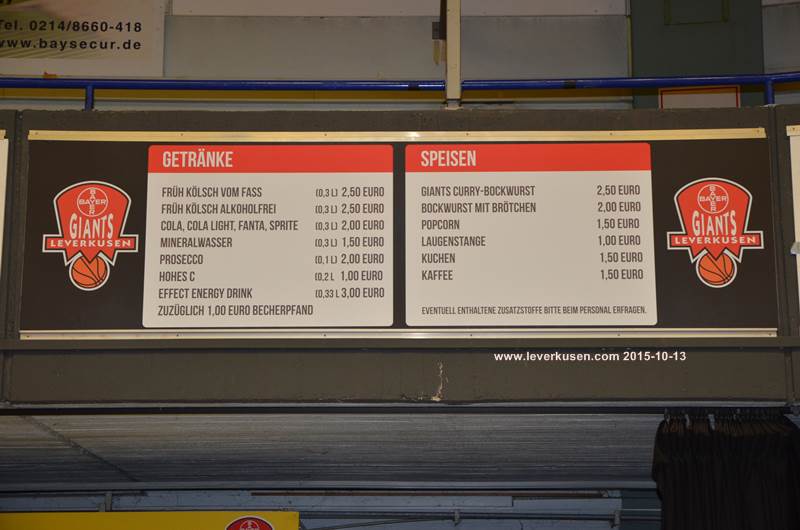 Tel. 0214/8660-418
www.baysecur.de
BAYER
GIANTS
LEVERKUSEN
GETRÄNKE
FRÜH KÖLSCH VOM FASS (0,3 L) 2,50 EURO
FRÜH KÖLSCH ALKOHOLFREI (0,3 L) 2,50 EURO
COLA, COLA LIGHT, FANTA, SPRITE (0,3 L) 2,00 EURO
MINERALWASSER (0,3 L) 1,50 EURO
PROSECCO (0,1 L) 2,00 EURO
HOHES C (0,2 L 1,00 EURO
EFFECT ENERGY DRINK (0,33 L 3,00 EURO
ZUZÜGLICH 1,00 EURO BECHERPFAND
SPEISEN
GIANTS CURRY-BOCKWURST 2,50 EURO
BOCKWURST MIT BRÖTCHEN 2,00 EURO
POPCORN 1,50 EURO
LAUGENSTANGE 1,00 EURO
KUCHEN 1,50 EURO
KAFFEE 1,50 EURO
EVENTUELL ENTHALTENE ZUSATZSTOFFE BITTE BEIM PERSONAL ERFRAGEN.
BAYER
GIANTS
LEVERKUSEN
www.leverkusen.com 2015-10-13